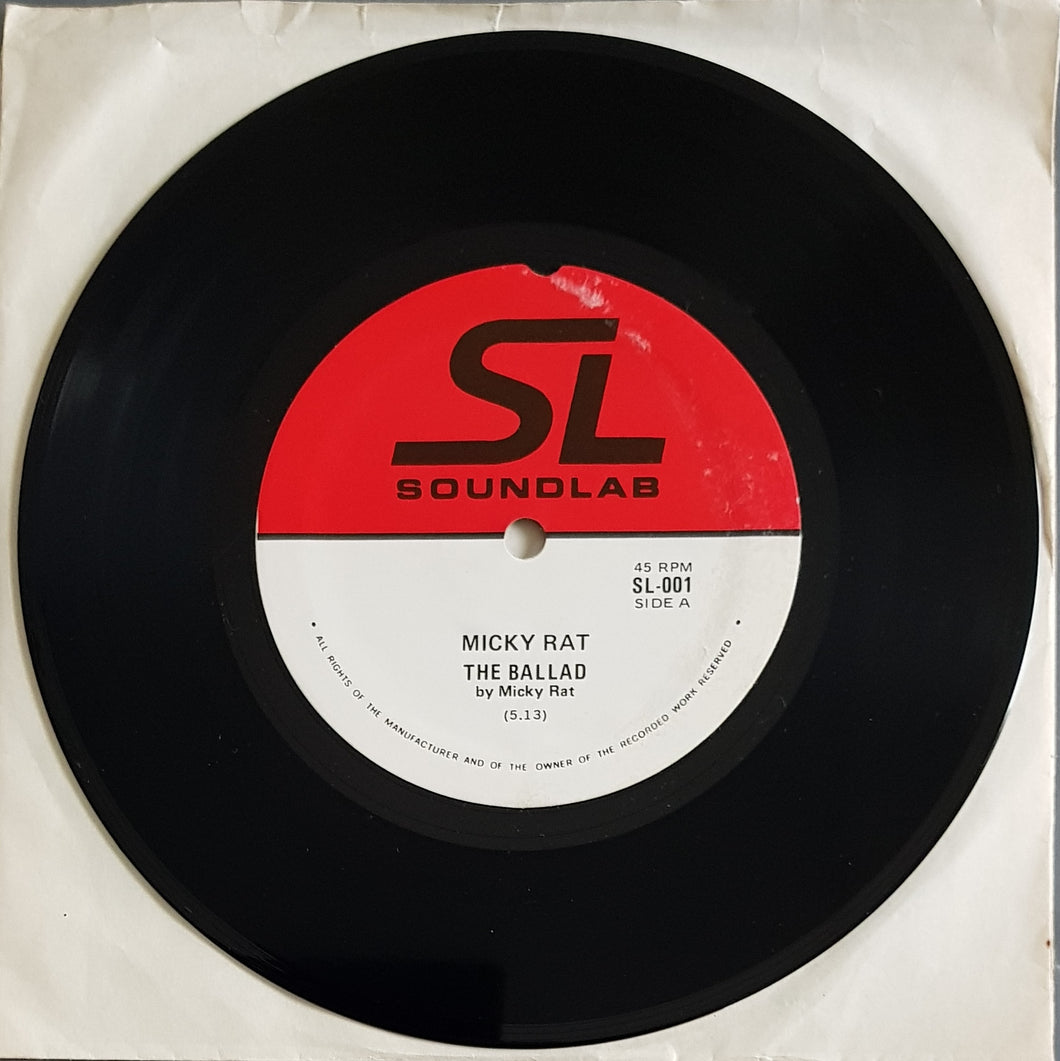 SL
SOUNDLAB
45 RPM
SL-001
SIDE A
MICKY RAT
THE BALLAD
by Micky Rat
(5.13)
• ALL RIGHTS OF THE MANUFACTURER AND OF THE OWNER OF THE RECORDED WORK RESERVED •